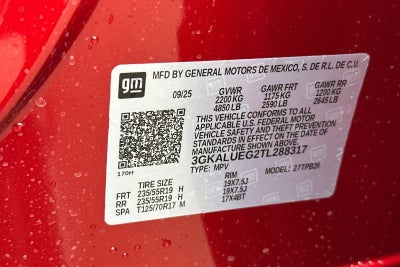 gm
MFD BY GENERAL MOTORS DE MEXICO, S. DE R.L. DE C.V.
09/25 GVWR GAWR FRT GAWR RR
2200 KG 1175 KG 1200 KG
4850 LB 2590 LB 2645 LB
THIS VEHICLE CONFORMS TO ALL
APPLICABLE U.S. FEDERAL MOTOR
VEHICLE SAFETY AND THEFT
PREVENTION STANDARDS IN EFFECT ON
THE DATE OF MANUFACTURE SHOWN ABOVE.
3GKALUEG2TL288317
170H TYPE: MPV MODEL: 27TPB26
TIRE SIZE RIM
FRT 235/55R19 H 19X7.5J
RR 235/55R19 H 19X7.5J
SPA T125/70R17 M 17X4BT